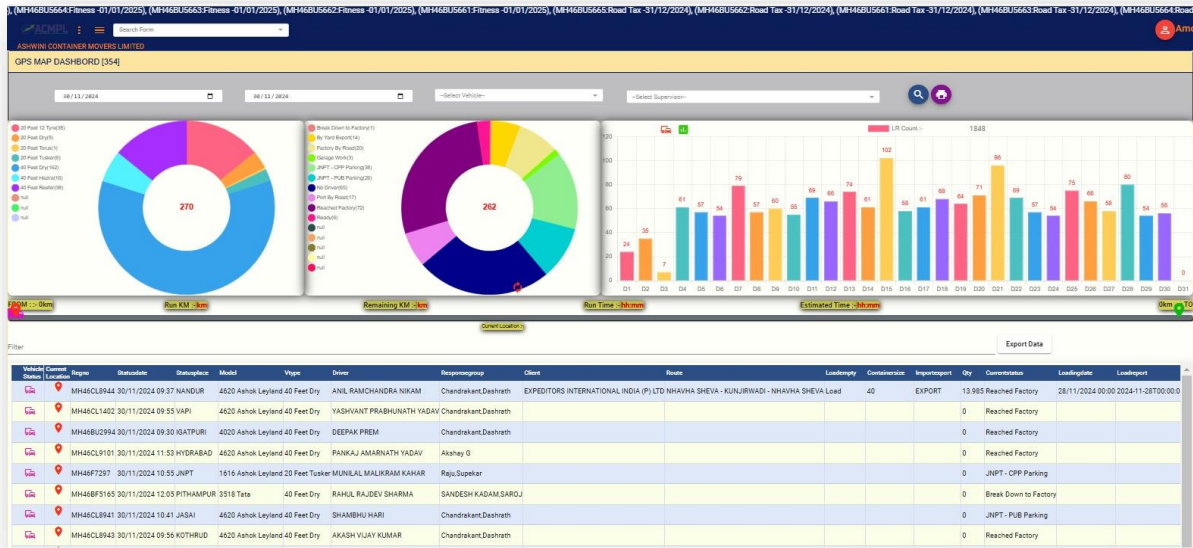 ), (MH46BU5664:Fitness -01/01/2025), (MH46BU5663:Fitness -01/01/2025), (MH46BU5662:Fitness -01/01/2025), (MH46BU5661:Fitness -01/01/2025), (MH46BU5665:Road Tax -31/12/2024), (MH46BU5662:Road Tax -31/12/2024), (MH46BU5661:Road Tax -31/12/2024), (MH46BU5663:Road Tax -31/12/2024), (MH46BU5664:Road
ACMPL Search Form Amo
ASHWINI CONTAINER MOVERS LIMITED
GPS MAP DASHBORD [354]
30/11/2024 30/11/2024 --Select Vehicle-- --Select Supervisor--
20 Feet 12 Tyre(38)
20 Feet Dry(9)
20 Feet Torus(1)
20 Feet Tusker(6)
40 Feet Dry(162)
40 Feet Hazira(16)
40 Feet Reefer(38)
null
null
null
270
Break Down to Factory(1)
By Yard Export(14)
Factory By Road(20)
Garage Work(3)
JNPT - CPP Parking(36)
JNPT - PUB Parking(26)
No Driver(65)
Port By Road(17)
Reached Factory(72)
Ready(6)
null
null
null
null
null
262
LR Count :- 1848
120
100
80
60
40
20
0
24 35 7 61 57 54 79 57 60 55 69 66 74 61 102 58 61 68 64 71 96 69 54 75 66 58 80 54 56 0
D1 D2 D3 D4 D5 D6 D7 D8 D9 D10 D11 D12 D13 D14 D15 D16 D17 D18 D19 D20 D21 D22 D23 D24 D25 D26 D27 D28 D29 D30 D31
FROM : :- 0km Run KM :-km Remaining KM :-km Run Time :-hh:mm Estimated Time :-hh:mm 0km TO
Current Location :-
Filter Export Data
Vehicle Status Current Location Regno Statusdate Statusplace Model Vtype Driver Responsegroup Client Route Loadempty Containersize Importexport Qty Currentstatus Loadingdate Loadreport
MH46CL8944 30/11/2024 09:37 NANDUR 4620 Ashok Leyland 40 Feet Dry ANIL RAMCHANDRA NIKAM Chandrakant,Dashrath EXPEDITORS INTERNATIONAL INDIA (P) LTD NHAVHA SHEVA - KUNJIRWADI - NHAVHA SHEVA Load 40 EXPORT 13.985 Reached Factory 28/11/2024 00:00 2024-11-28T00:00:0
MH46CL1402 30/11/2024 09:55 VAPI 4620 Ashok Leyland 40 Feet Dry YASHVANT PRABHUNATH YADAV Chandrakant,Dashrath 0 Reached Factory
MH46BU2994 30/11/2024 09:30 IGATPURI 4020 Ashok Leyland 40 Feet Dry DEEPAK PREM Chandrakant,Dashrath 0 Reached Factory
MH46CL9101 30/11/2024 11:53 HYDRABAD 4620 Ashok Leyland 40 Feet Dry PANKAJ AMARNATH YADAV Akshay G 0 Reached Factory
MH46F7297 30/11/2024 10:55 JNPT 1616 Ashok Leyland 20 Feet Tusker MUNILAL MALIKRAM KAHAR Raju,Supekar 0 JNPT - CPP Parking
MH46BF5165 30/11/2024 12:05 PITHAMPUR 3518 Tata 40 Feet Dry RAHUL RAJDEV SHARMA SANDESH KADAM,SAROJ 0 Break Down to Factory
MH46CL8941 30/11/2024 10:41 JASAI 4620 Ashok Leyland 40 Feet Dry SHAMBHU HARI Chandrakant,Dashrath 0 JNPT - PUB Parking
MH46CL8943 30/11/2024 09:56 KOTHRUD 4620 Ashok Leyland 40 Feet Dry AKASH VIJAY KUMAR Chandrakant,Dashrath 0 Reached Factory